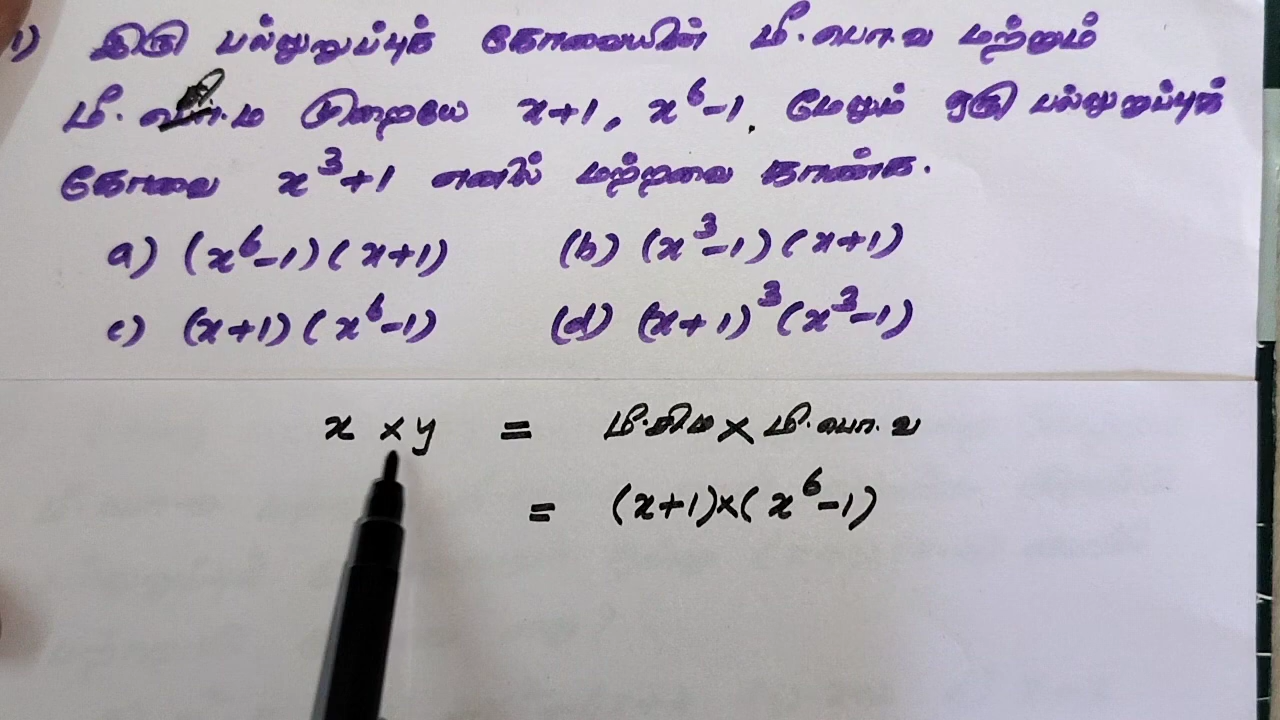 1) இரு பல்லுறுப்புக் கோவையின் மீ.பொ.வ மற்றும்
மீ.சி.ம முறையே x+1, x⁶-1, மேலும் ஒரு பல்லுறுப்புக்
கோவை x³+1 எனில் மற்றவை காண்க.
a) (x⁶-1)(x+1) (b) (x³-1)(x+1)
c) (x+1)(x⁶-1) (d) (x+1)³(x³-1)
x × y = மீ.சி.ம × மீ.பொ.வ
= (x+1)×(x⁶-1)